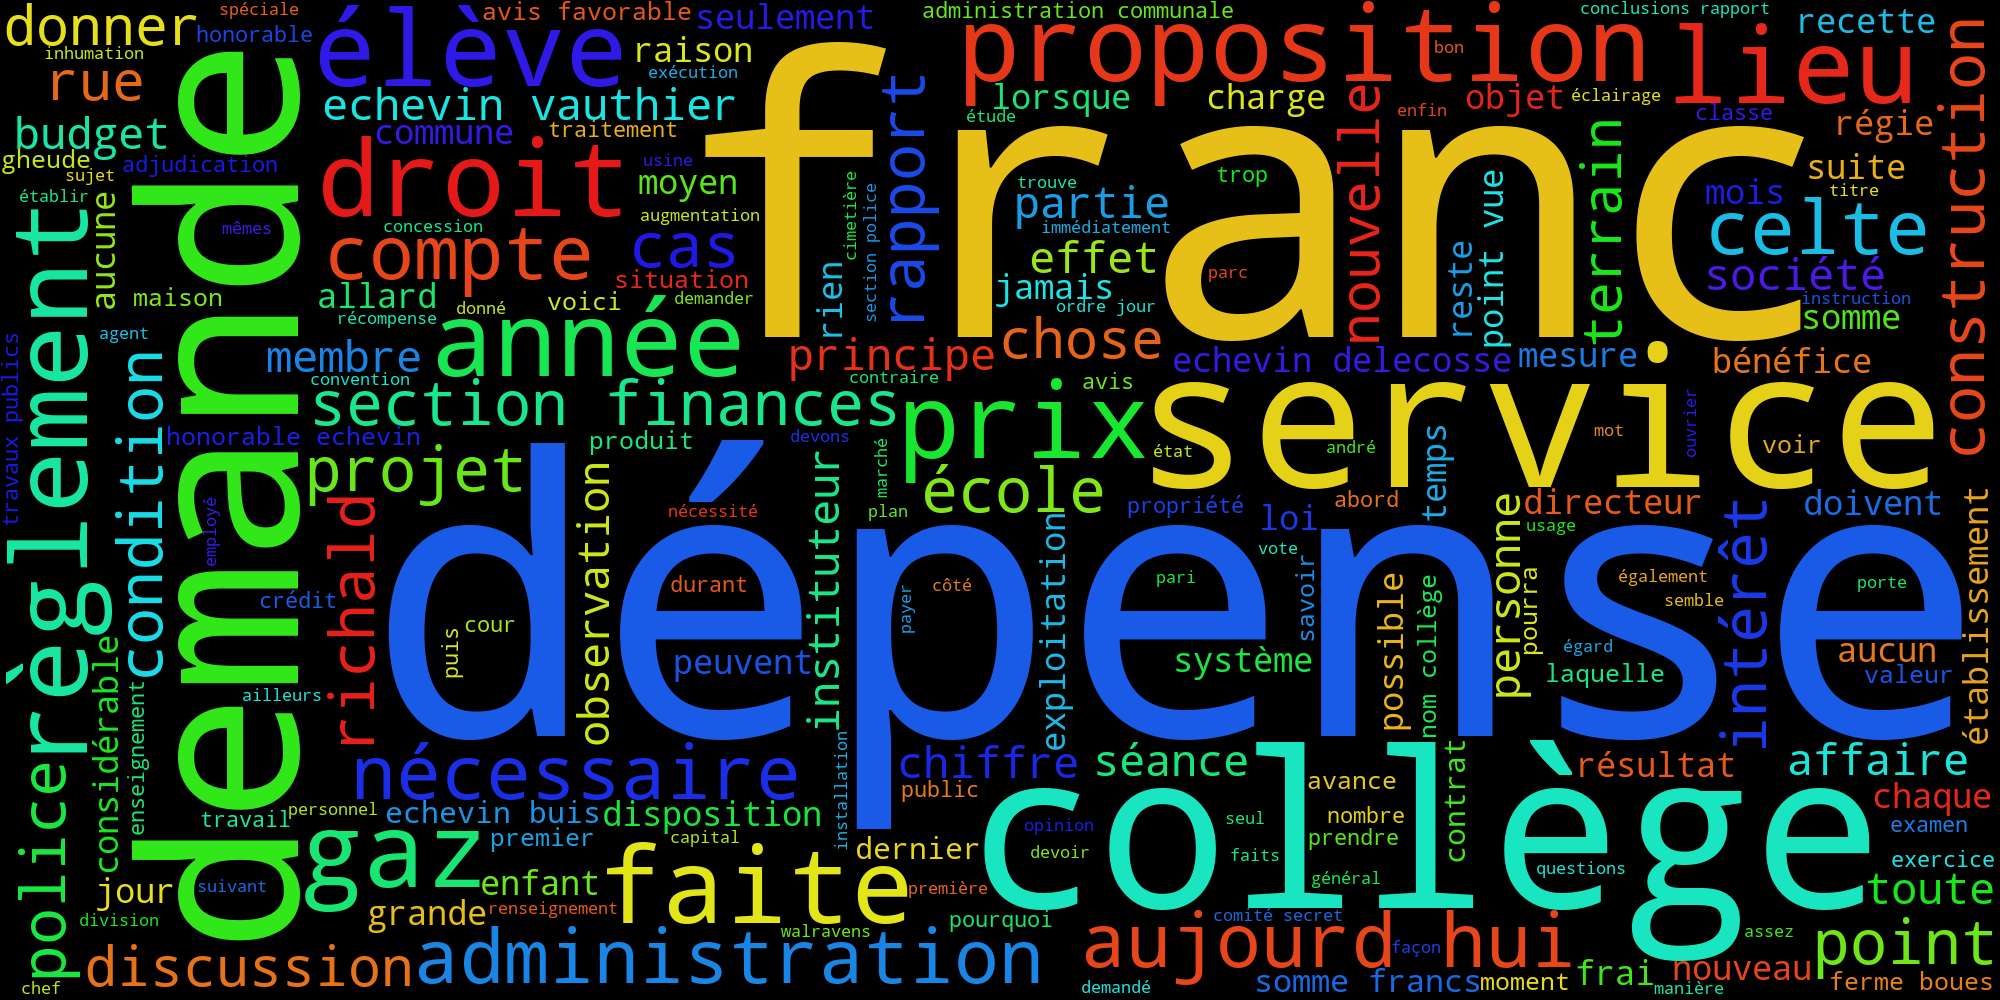 donner
spéciale
honorable
inhumation
rue
budget
gheude
adjudication
sujet
établir
aucune
mêmes
maison
agent
règlement
demande
élève
avis favorable
seulement
raison
exécution
echevin vauthier
commune
traitement
droit
usine
moyen
augmentation
concession
compte
cas
situation
allard
donné
voici
demander
récompense
année
membre
convention
section finances
franc
rapport
rien
cimetière
section police
administration communale
proposition
bon
conclusions rapport
recette
lieu
lorsque
étude
charge
nouvelle
enfin
objet
éclairage
classe
régie
construction
trouve
partie
immédiatement
trop
effet
parc
jamais
ordre jour
reste
point vue
terrain
suite
mois
titre
celte
société
instruction
somme
principe
contraire
chose
avis
echevin delecosse
mesure
bénéfice
service
prix
état
andré
mot
ouvrier
voir
école
temps
travaux publics
condition
honorable echevin
employé
crédit
projet
produit
devons
marché
nécessité
plan
richald
observation
instituteur
dépense
durant
puis
cour
peuvent
payer
côté
exploitation
propriété
abord
loi
vote
pari
savoir
système
possible
nom collège
personne
directeur
usage
pourra
également
semble
égard
laquelle
intérêt
doivent
porte
aucun
valeur
établissement
police
considérable
enseignement
ailleurs
nécessaire
installation
chiffre
public
séance
avance
nombre
contrat
résultat
affaire
chaque
examen
exercice
toute
personnel
travail
echevin buis
disposition
premier
capital
gaz
enfant
faite
dernier
première
opinion
devoir
seul
faits
prendre
général
collège
questions
jour
suivant
division
grande
renseignement
walravens
pourquoi
comité secret
discussion
administration
aujourd hui
façon
assez
point
chef
demandé
somme francs
moment
frai
manière
nouveau
ferme boues